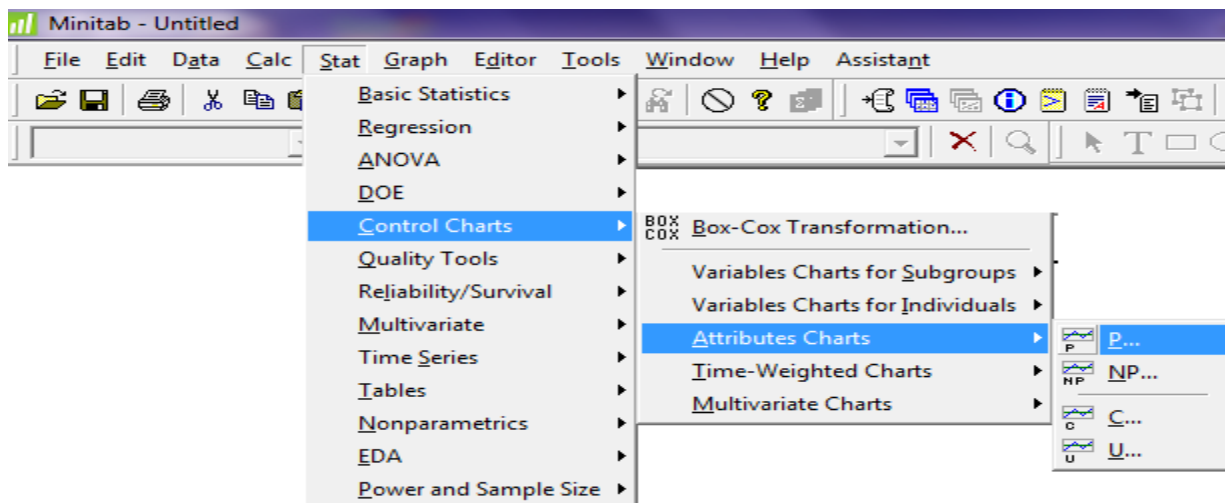 Minitab - Untitled
File Edit Data Calc Stat Graph Editor Tools Window Help Assistant
Basic Statistics
Regression
ANOVA
DOE
Control Charts
Quality Tools
Reliability/Survival
Multivariate
Time Series
Tables
Nonparametrics
EDA
Power and Sample Size
BOX COX Box-Cox Transformation...
Variables Charts for Subgroups
Variables Charts for Individuals
Attributes Charts
Time-Weighted Charts
Multivariate Charts
P P...
NP NP...
C C...
U U...